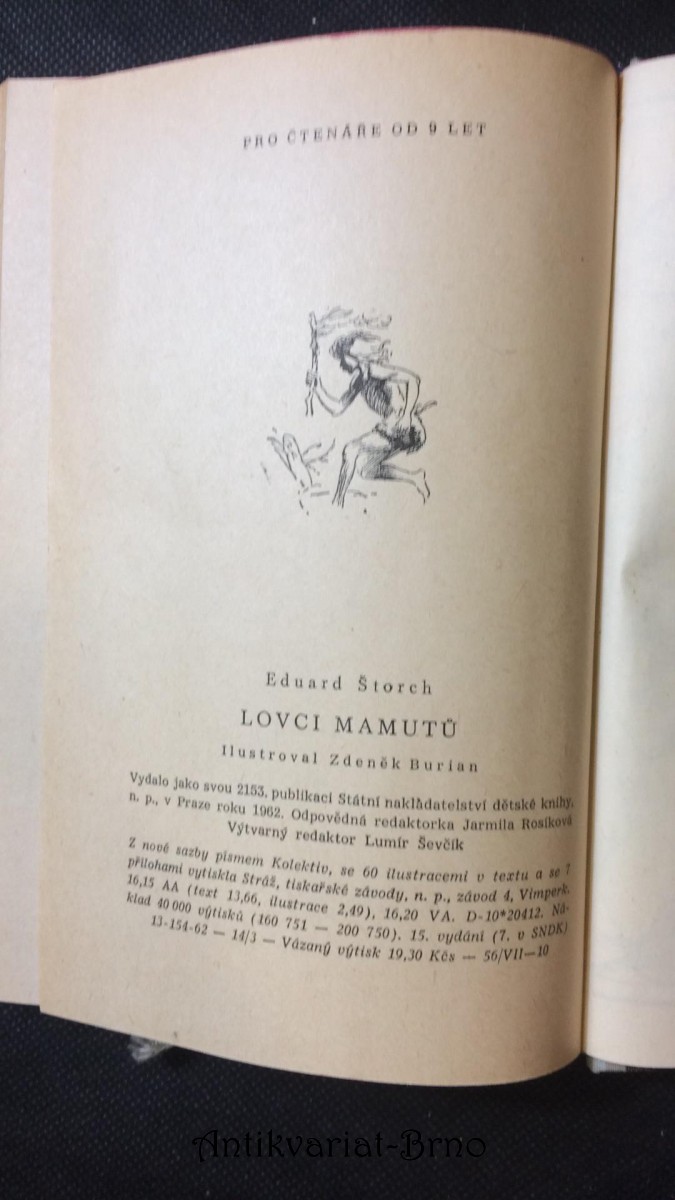 PRO ČTENÁŘE OD 9 LET
Eduard Štorch
LOVCI MAMUTŮ
Ilustroval Zdeněk Burian
Vydalo jako svou 2153. publikaci Státní nakladatelství dětské knihy,
n. p., v Praze roku 1962. Odpovědná redaktorka Jarmila Rosíková
Výtvarný redaktor Lumír Ševčík
Z nové sazby písmem Kolektiv, se 60 ilustracemi v textu a se 7
přílohami vytiskla Stráž, tiskařské závody, n. p., závod 4, Vimperk.
16,15 AA (text 13,66, ilustrace 2,49), 16,20 VA. D-10*20412. Ná-
klad 40 000 výtisků (160 751 — 200 750). 15. vydání (7. v SNDK)
13-154-62 — 14/3 — Vázaný výtisk 19,30 Kčs — 56/VII—10
Antikvariat-Brno